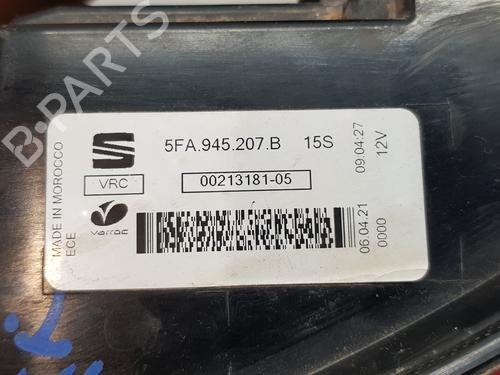 5FA.945.207.B 15S
VRC
00213181-05
varroc
MADE IN MOROCCO
ECE
09:04:27
12V
06.04.21
0000
B-PARTS